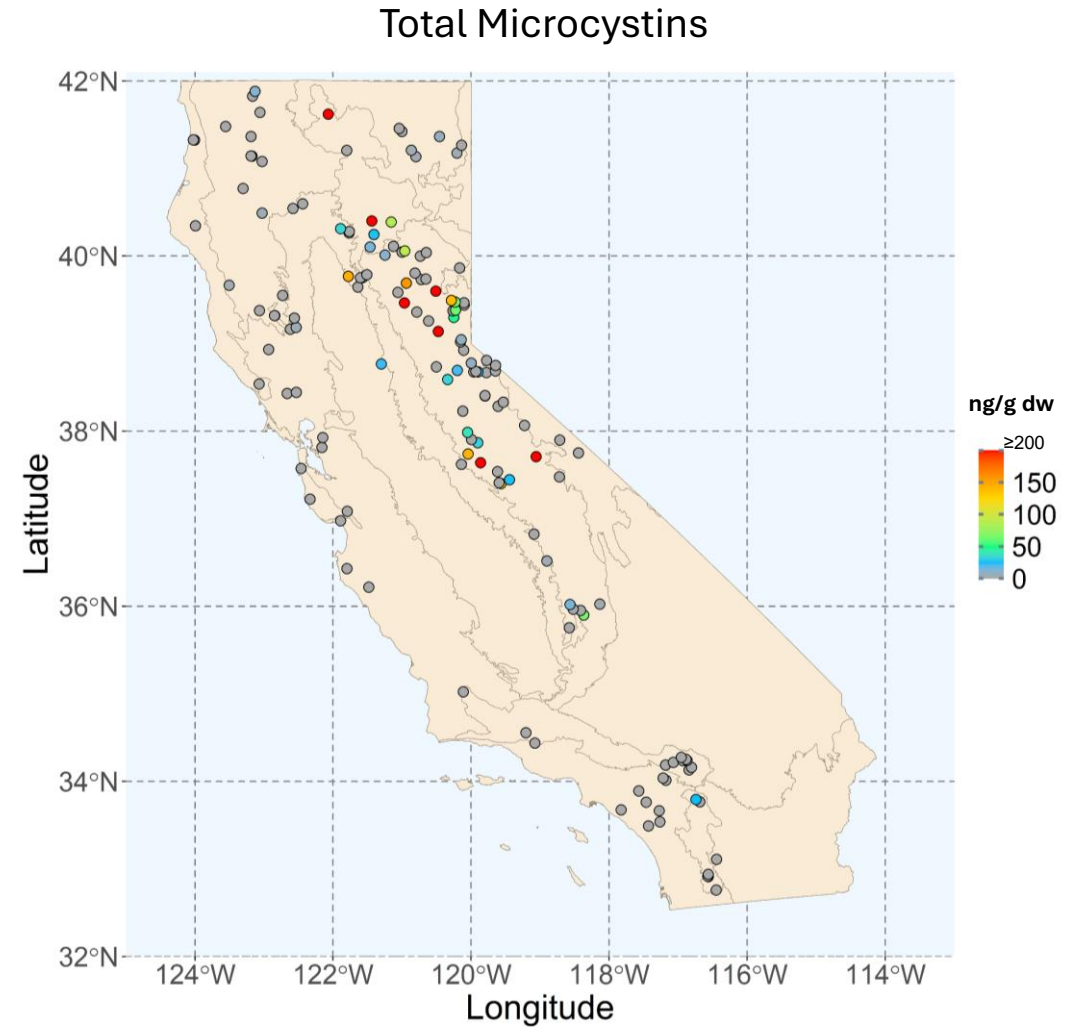 Total Microcystins
42°N
40°N
38°N
36°N
34°N
32°N
Latitude
124°W 122°W 120°W 118°W 116°W 114°W
Longitude
ng/g dw
≥200
150
100
50
0